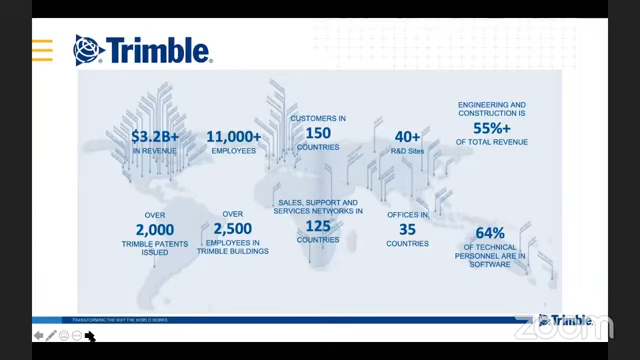 Trimble
$3.2B+
IN REVENUE
11,000+
EMPLOYEES
CUSTOMERS IN
150
COUNTRIES
40+
R&D Sites
ENGINEERING AND
CONSTRUCTION IS
55%+
OF TOTAL REVENUE
OVER
2,000
TRIMBLE PATENTS
ISSUED
OVER
2,500
EMPLOYEES IN
TRIMBLE BUILDINGS
SALES, SUPPORT AND
SERVICES NETWORKS IN
125
COUNTRIES
OFFICES IN
35
COUNTRIES
64%
OF TECHNICAL
PERSONNEL ARE IN
SOFTWARE
TRANSFORMING THE WAY THE WORLD WORKS
Trimble
zoom